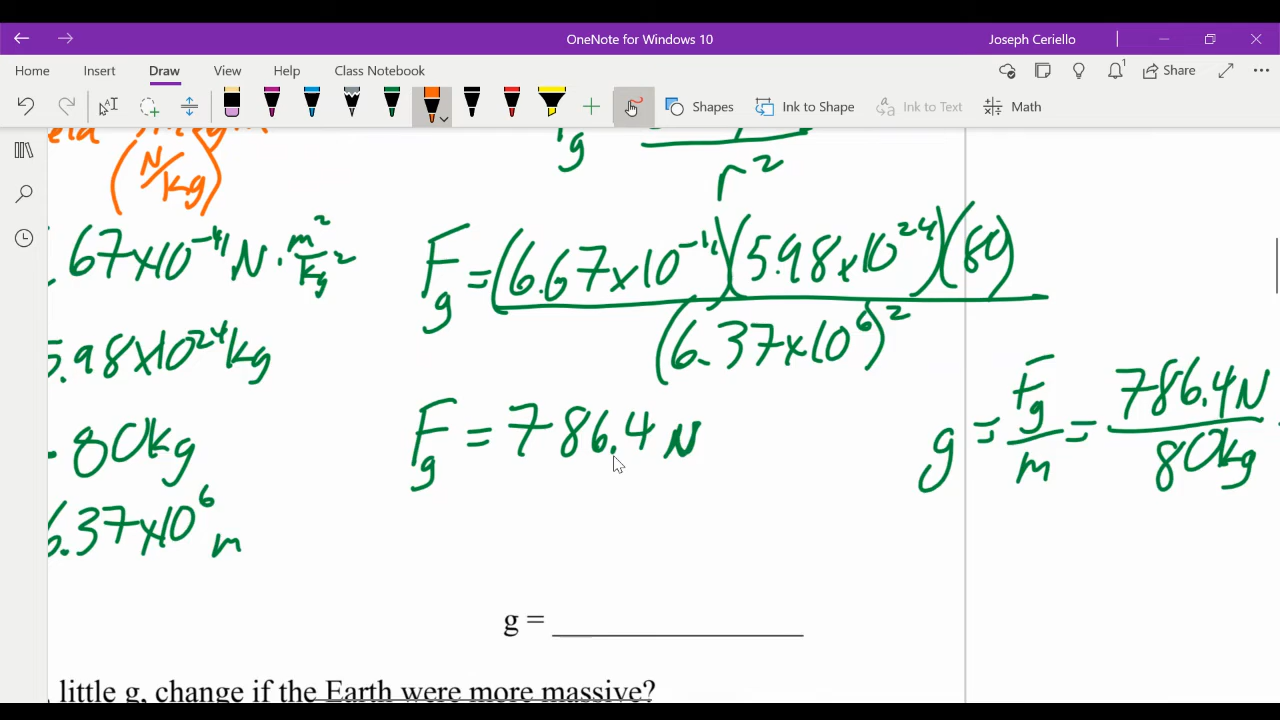 OneNote for Windows 10
Joseph Ceriello
Home Insert Draw View Help Class Notebook
Share
Shapes Ink to Shape Ink to Text Math
(N/kg)
Fg
r²
.67x10⁻¹¹ N · m²/kg²
Fg = (6.67x10⁻¹¹)(5.98x10²⁴)(80)
(6.37x10⁶)²
5.98x10²⁴ kg
Fg = 786.4 N
g = Fg/m = 786.4N/80kg
80kg
6.37x10⁶ m
g = ____________
little g, change if the Earth were more massive?